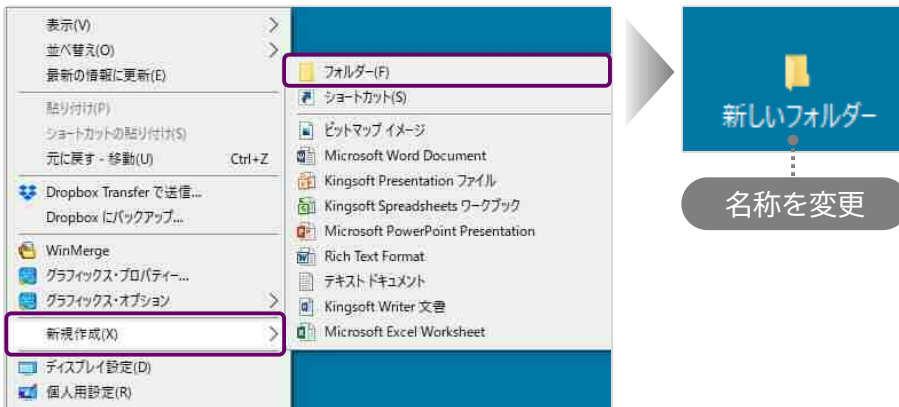 表示(V)
並べ替え(O)
最新の情報に更新(E)
貼り付け(P)
ショートカットの貼り付け(S)
元に戻す - 移動(U) Ctrl+Z
Dropbox Transfer で送信...
Dropbox にバックアップ...
WinMerge
グラフィックス・プロパティー...
グラフィックス・オプション
新規作成(X)
ディスプレイ設定(D)
個人用設定(R)
フォルダー(F)
ショートカット(S)
ビットマップ イメージ
Microsoft Word Document
Kingsoft Presentation ファイル
Kingsoft Spreadsheets ワークブック
Microsoft PowerPoint Presentation
Rich Text Format
テキスト ドキュメント
Kingsoft Writer 文書
Microsoft Excel Worksheet
新しいフォルダー
名称を変更